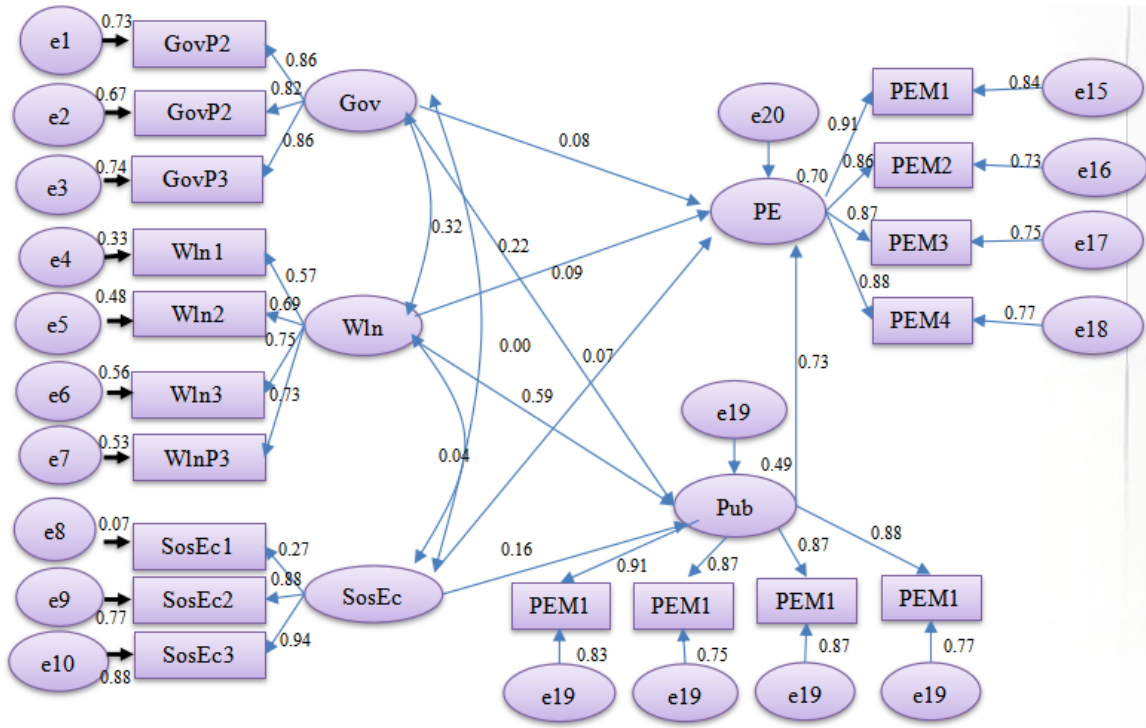 e1
0.73
GovP2
0.86
e2
0.67
GovP2
0.82
Gov
e3
0.74
GovP3
0.86
e4
0.33
Wln1
0.57
e5
0.48
Wln2
0.69
Wln
0.75
e6
0.56
Wln3
0.73
e7
0.53
WlnP3
e8
0.07
SosEc1
0.27
e9
0.77
SosEc2
0.88
SosEc
e10
0.88
SosEc3
0.94
0.08
0.32
0.22
0.09
0.00
0.07
0.59
0.04
0.16
e20
0.70
PE
0.91
PEM1
0.84
e15
0.86
PEM2
0.73
e16
0.87
PEM3
0.75
e17
0.88
PEM4
0.77
e18
0.73
e19
0.49
Pub
0.91
0.87
0.87
0.88
PEM1
PEM1
PEM1
PEM1
0.83
0.75
0.87
0.77
e19
e19
e19
e19